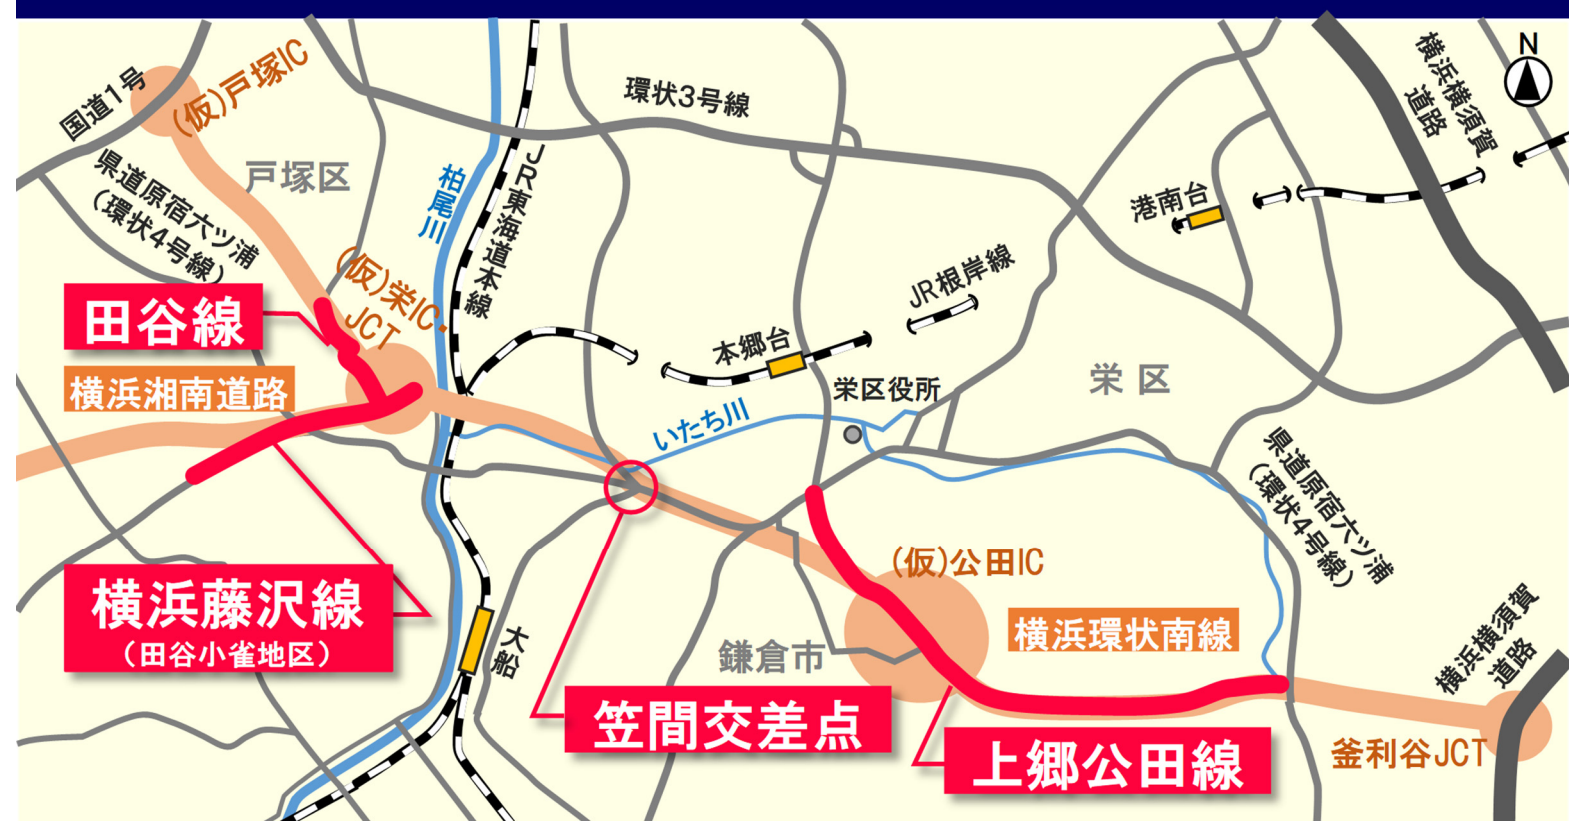 国道1号
(仮)戸塚IC
環状3号線
横浜横須賀
道路
N
県道原宿六ツ浦
(環状4号線)
戸塚区
柏尾川
JR東海道本線
港南台
(仮)栄IC・
JCT
JR根岸線
田谷線
本郷台
栄区役所
栄区
横浜湘南道路
いたち川
県道原宿六ツ浦
(環状4号線)
(仮)公田IC
横浜藤沢線
(田谷小雀地区)
大船
鎌倉市
横浜環状南線
横浜横須賀
道路
笠間交差点
上郷公田線
釜利谷JCT